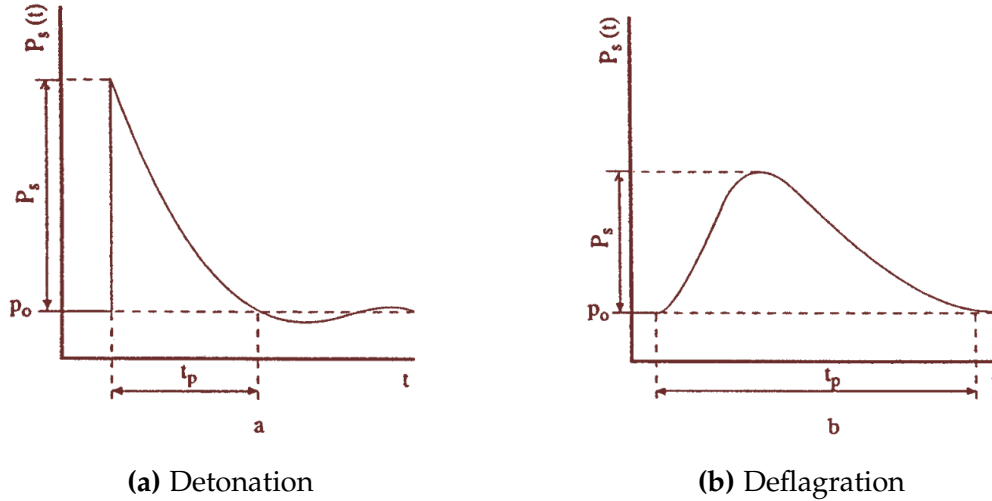 P_s(t)
P_s
p_o
t_p
t
a
(a) Detonation
P_s(t)
P_s
p_o
t_p
b
(b) Deflagration